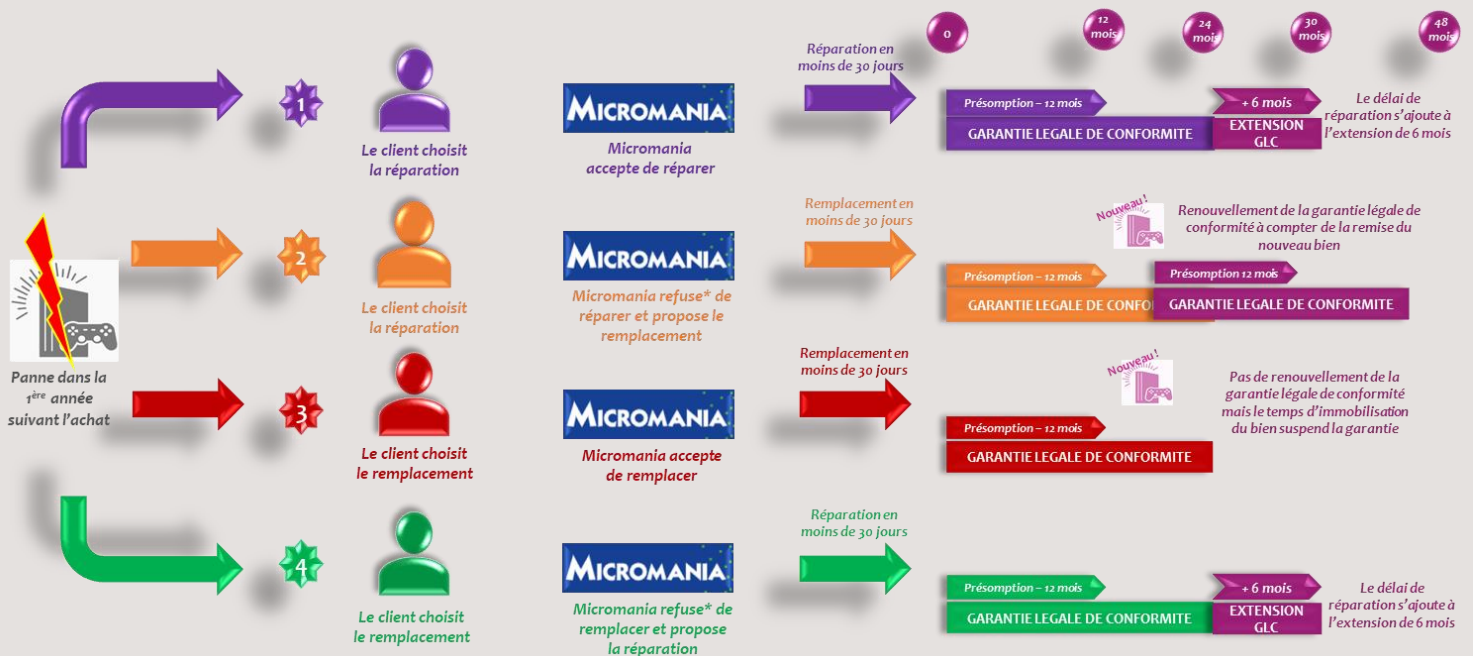 0
12
mois
24
mois
30
mois
48
mois
Panne dans la
1ère année
suivant l'achat
1
Le client choisit
la réparation
MICROMANIA
Micromania
accepte de réparer
Réparation en
moins de 30 jours
Présomption – 12 mois
GARANTIE LEGALE DE CONFORMITE
+ 6 mois
EXTENSION
GLC
Le délai de
réparation s'ajoute à
l'extension de 6 mois
2
Le client choisit
la réparation
MICROMANIA
Micromania refuse* de
réparer et propose le
remplacement
Remplacement en
moins de 30 jours
Nouveau !
Renouvellement de la garantie légale de
conformité à compter de la remise du
nouveau bien
Présomption – 12 mois
GARANTIE LEGALE DE CONFO
Présomption 12 mois
GARANTIE LEGALE DE CONFORMITE
3
Le client choisit
le remplacement
MICROMANIA
Micromania accepte
de remplacer
Remplacement en
moins de 30 jours
Nouveau !
Pas de renouvellement de la
garantie légale de conformité
mais le temps d'immobilisation
du bien suspend la garantie
Présomption – 12 mois
GARANTIE LEGALE DE CONFORMITE
4
Le client choisit
le remplacement
MICROMANIA
Micromania refuse* de
remplacer et propose
la réparation
Réparation en
moins de 30 jours
Présomption – 12 mois
GARANTIE LEGALE DE CONFORMITE
+ 6 mois
EXTENSION
GLC
Le délai de
réparation s'ajoute à
l'extension de 6 mois